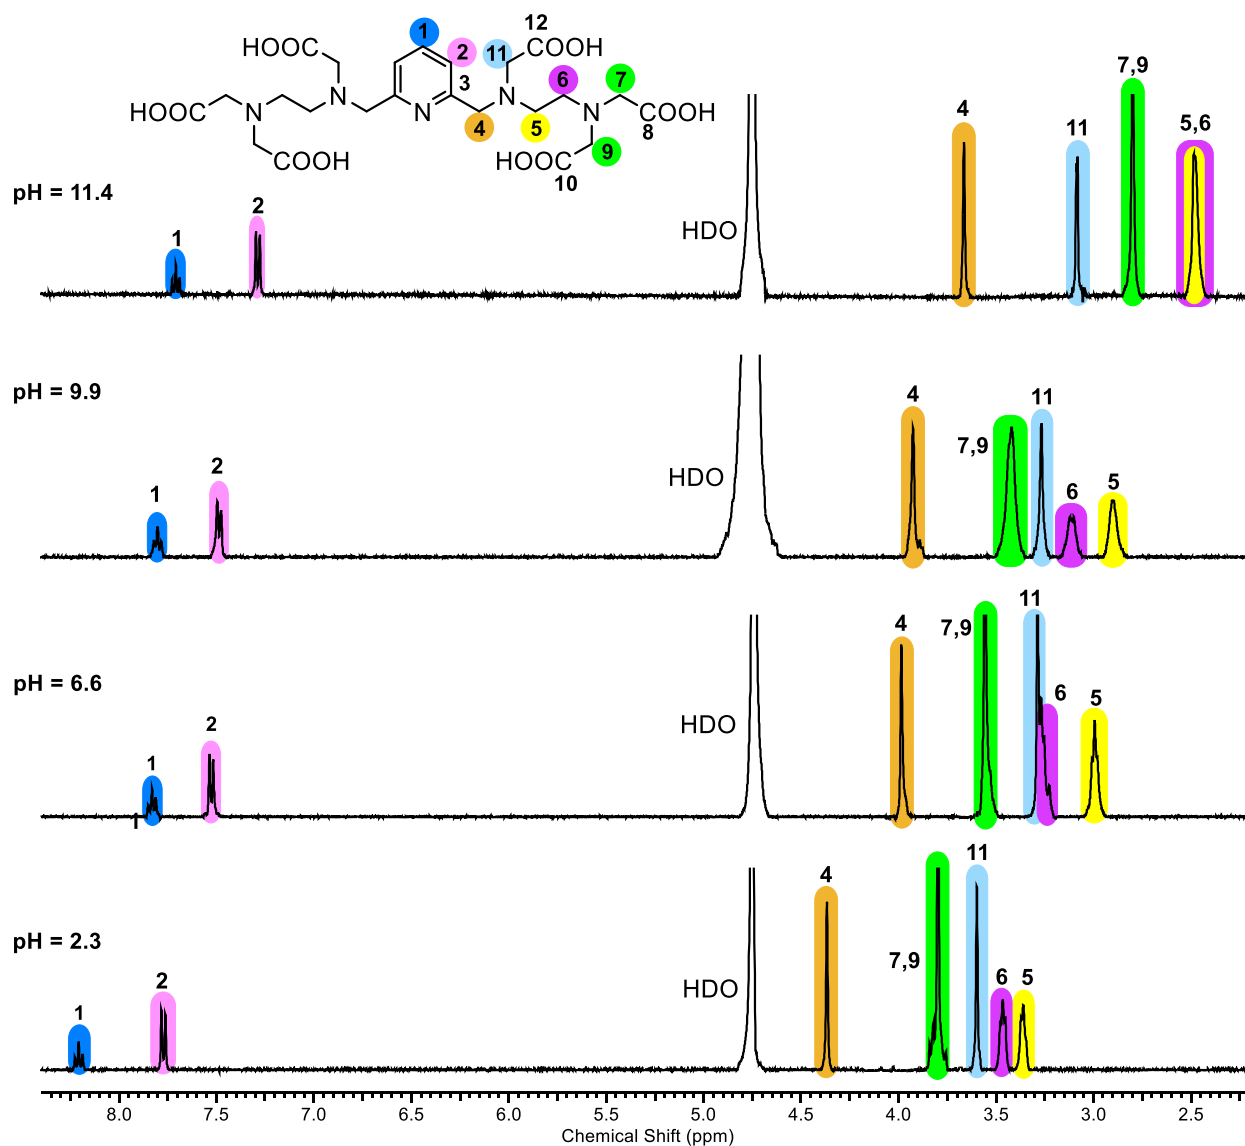 1
12
HOOC
COOH
2
11
6
7
3
HOOC
N
N
N
N
N
COOH
4
5
8
COOH
HOOC
9
10
pH = 11.4
1
2
HDO
4
11
7,9
5,6
pH = 9.9
1
2
HDO
4
7,9
11
6
5
pH = 6.6
1
2
HDO
4
7,9
11
6
5
pH = 2.3
1
2
HDO
4
7,9
11
6
5
8.0 7.5 7.0 6.5 6.0 5.5 5.0 4.5 4.0 3.5 3.0 2.5
Chemical Shift (ppm)